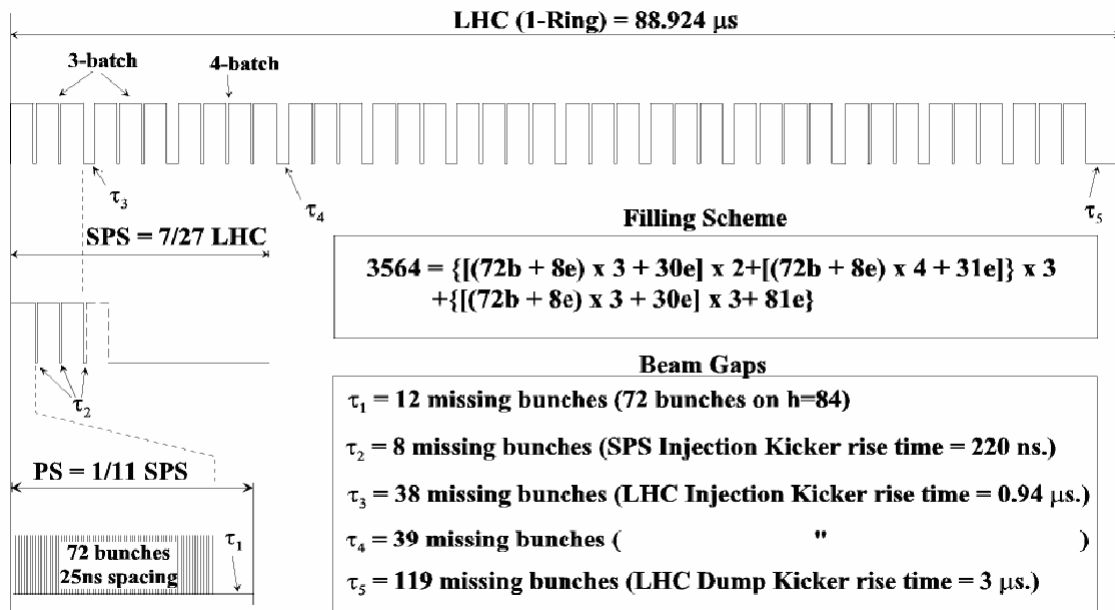 LHC (1-Ring) = 88.924 μs
3-batch
4-batch
τ3
τ4
τ5
SPS = 7/27 LHC
Filling Scheme
3564 = {[(72b + 8e) x 3 + 30e] x 2+[(72b + 8e) x 4 + 31e]} x 3
+{[(72b + 8e) x 3 + 30e] x 3+ 81e}
τ2
Beam Gaps
τ1 = 12 missing bunches (72 bunches on h=84)
τ2 = 8 missing bunches (SPS Injection Kicker rise time = 220 ns.)
τ3 = 38 missing bunches (LHC Injection Kicker rise time = 0.94 μs.)
τ4 = 39 missing bunches ( " )
τ5 = 119 missing bunches (LHC Dump Kicker rise time = 3 μs.)
PS = 1/11 SPS
τ1
72 bunches
25ns spacing